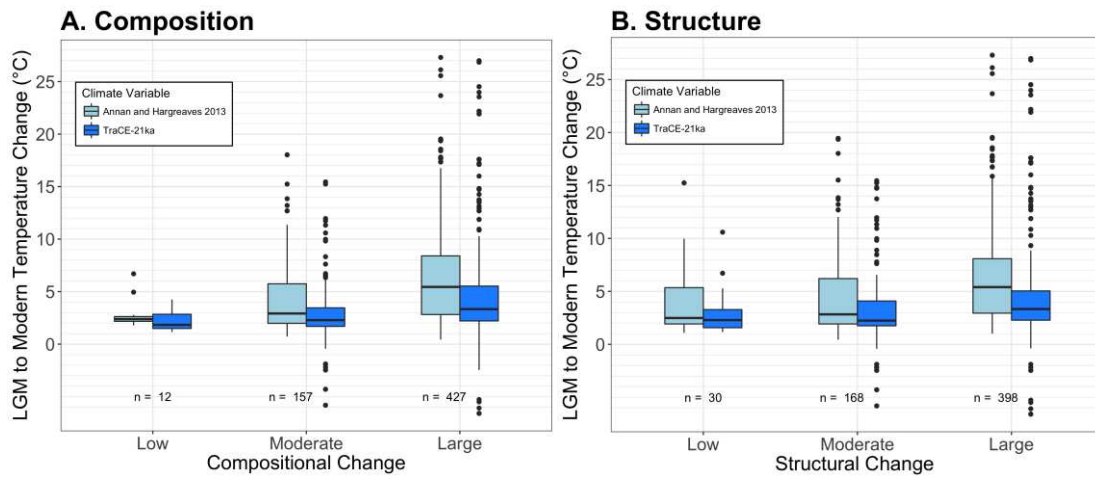 A. Composition
LGM to Modern Temperature Change (°C)
25
20
15
10
5
0
Climate Variable
Annan and Hargreaves 2013
TraCE-21ka
n = 12
n = 157
n = 427
Low
Moderate
Large
Compositional Change
B. Structure
LGM to Modern Temperature Change (°C)
25
20
15
10
5
0
Climate Variable
Annan and Hargreaves 2013
TraCE-21ka
n = 30
n = 168
n = 398
Low
Moderate
Large
Structural Change